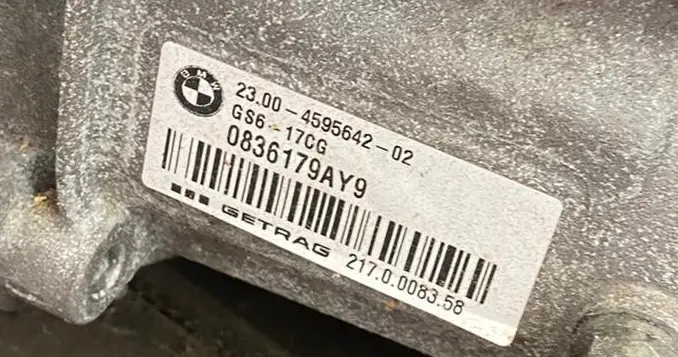 BMW
23.00-4595642-02
GS6-17CG
0836179AY9
GETRAG 217.0.0083.58